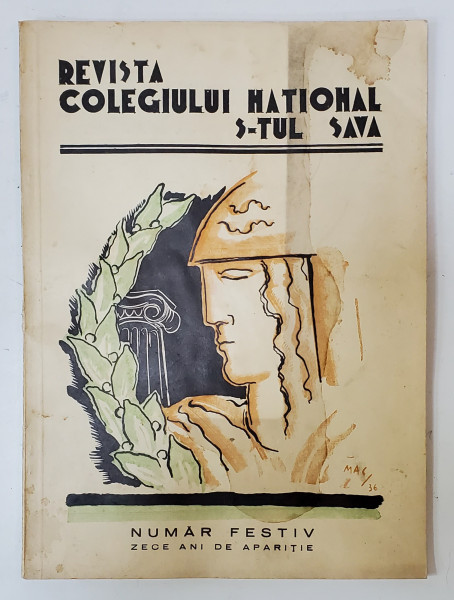 REVISTA
COLEGIULUI NATIONAL
S-TUL SAVA
MAC
36
NUMĂR FESTIV
ZECE ANI DE APARIȚIE